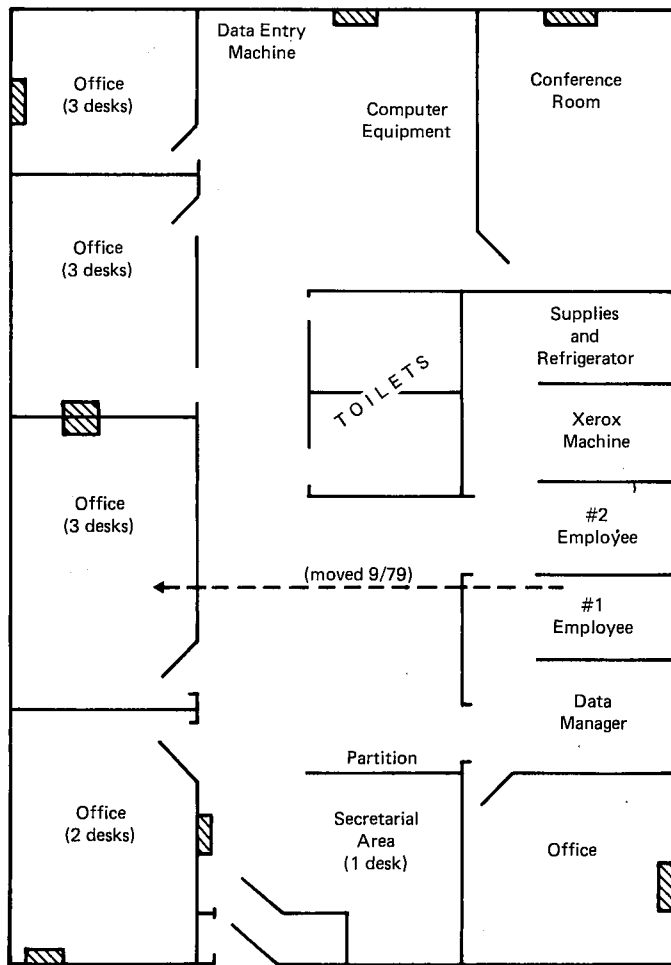 Data Entry
Machine
Office
(3 desks)
Computer
Equipment
Conference
Room
Office
(3 desks)
Supplies
and
Refrigerator
TOILETS
Xerox
Machine
Office
(3 desks)
#2
Employee
(moved 9/79)
#1
Employee
Data
Manager
Partition
Office
(2 desks)
Secretarial
Area
(1 desk)
Office